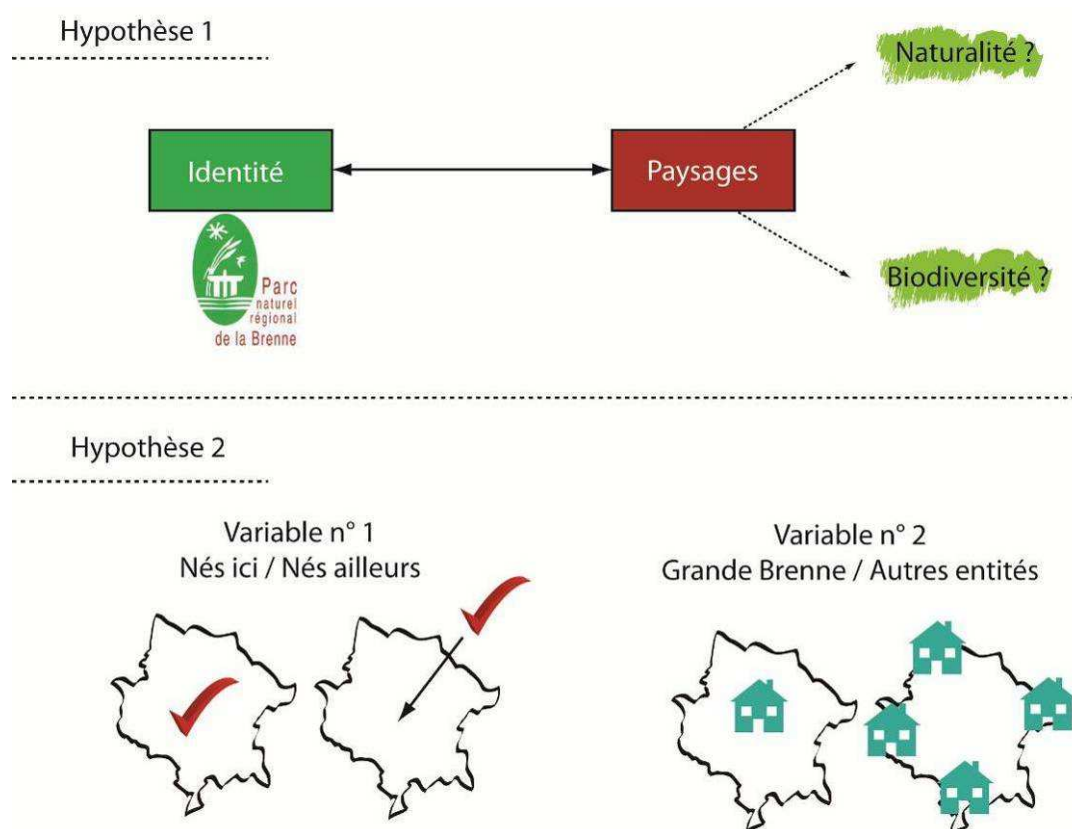 Hypothèse 1
Naturalité ?
Identité
Paysages
Biodiversité ?
Parc
naturel
régional
de la Brenne
Hypothèse 2
Variable n° 1
Nés ici / Nés ailleurs
Variable n° 2
Grande Brenne / Autres entités